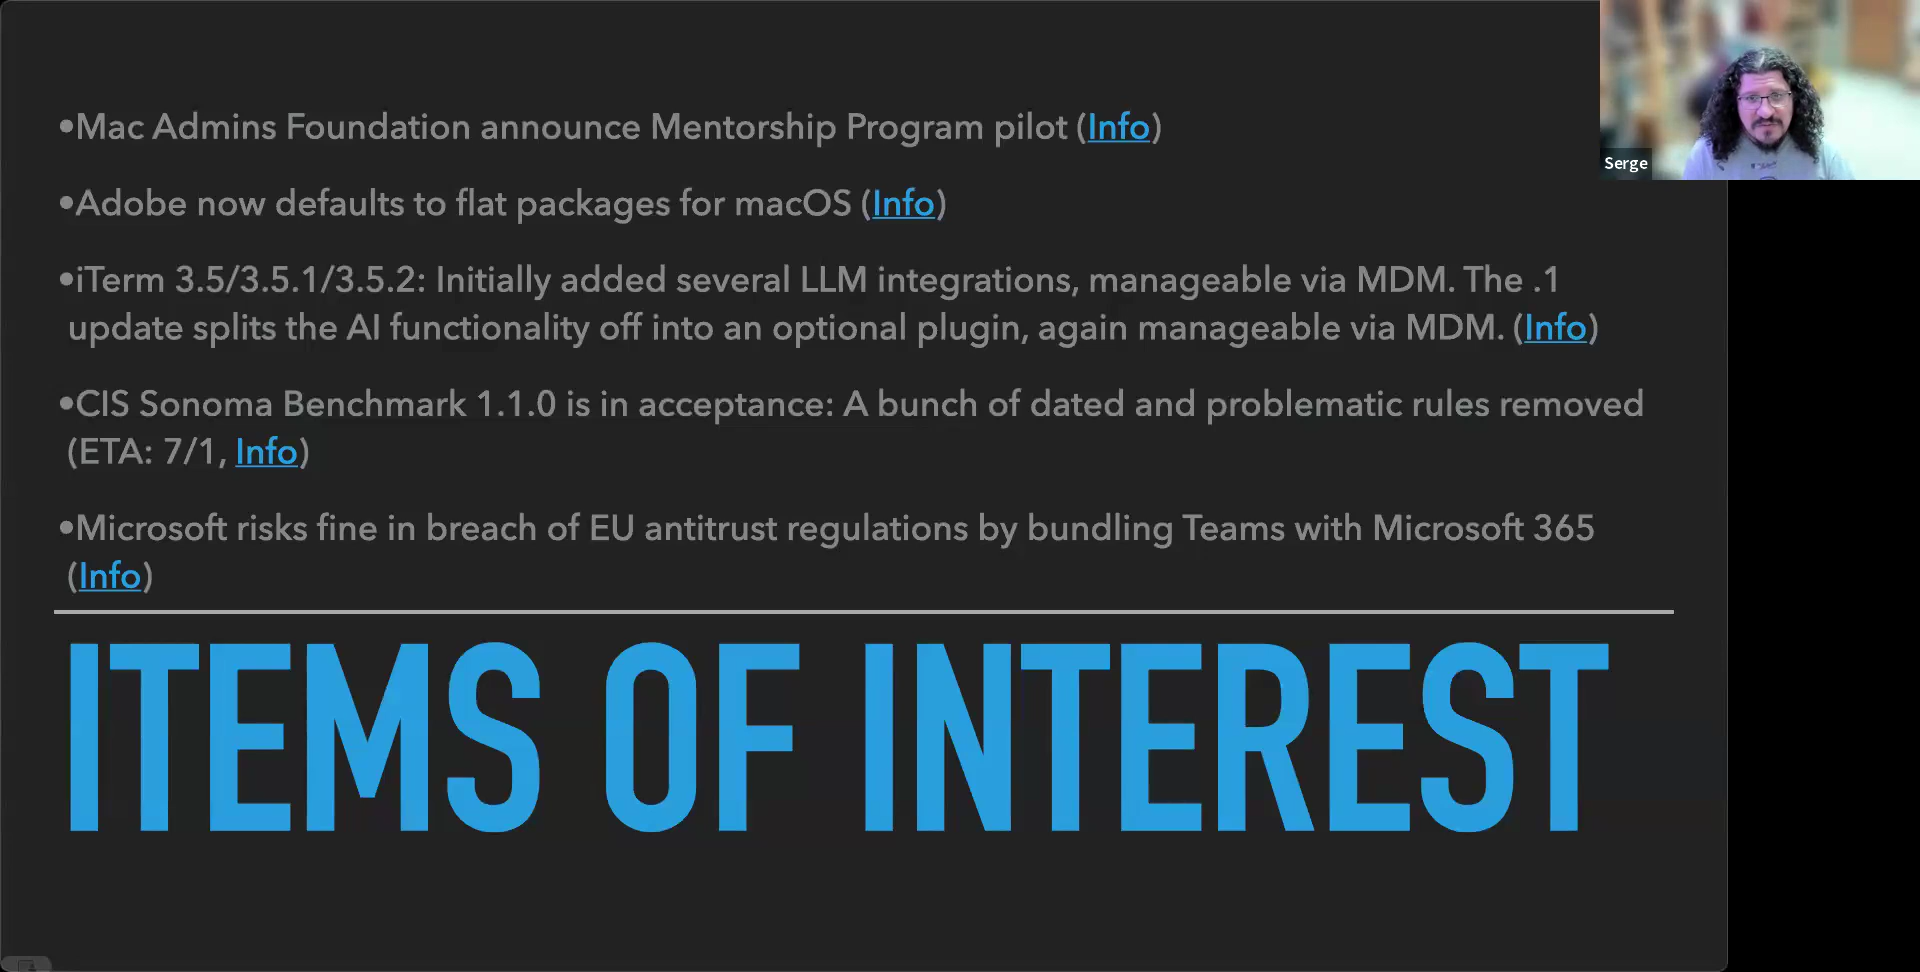 •Mac Admins Foundation announce Mentorship Program pilot (Info)
•Adobe now defaults to flat packages for macOS (Info)
•iTerm 3.5/3.5.1/3.5.2: Initially added several LLM integrations, manageable via MDM. The .1
update splits the AI functionality off into an optional plugin, again manageable via MDM. (Info)
•CIS Sonoma Benchmark 1.1.0 is in acceptance: A bunch of dated and problematic rules removed
(ETA: 7/1, Info)
•Microsoft risks fine in breach of EU antitrust regulations by bundling Teams with Microsoft 365
(Info)
ITEMS OF INTEREST
Serge